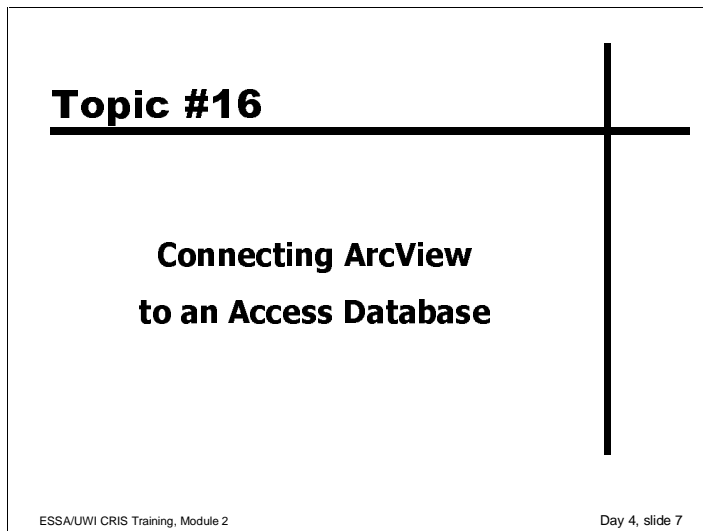 Topic #16
Connecting ArcView
to an Access Database
ESSA/UWI CRIS Training, Module 2
Day 4, slide 7